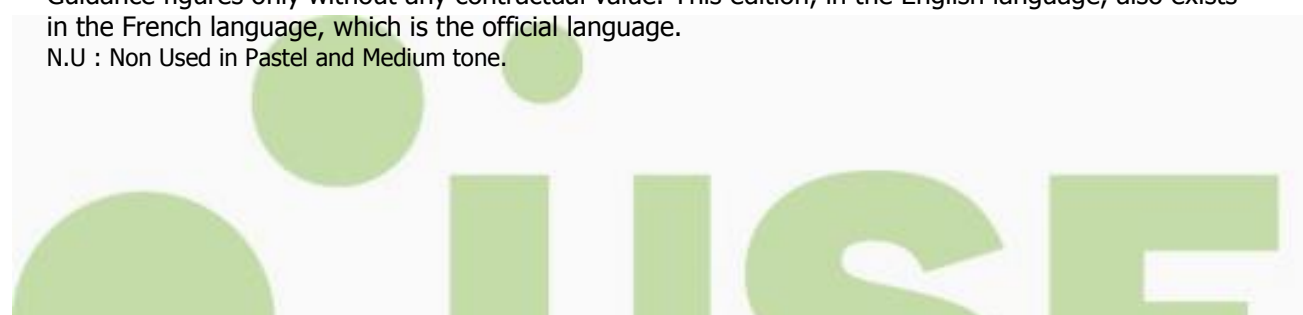 Guidance figures only without any contractual value. This edition, in the English language, also exists
in the French language, which is the official language.
N.U : Non Used in Pastel and Medium tone.
USE